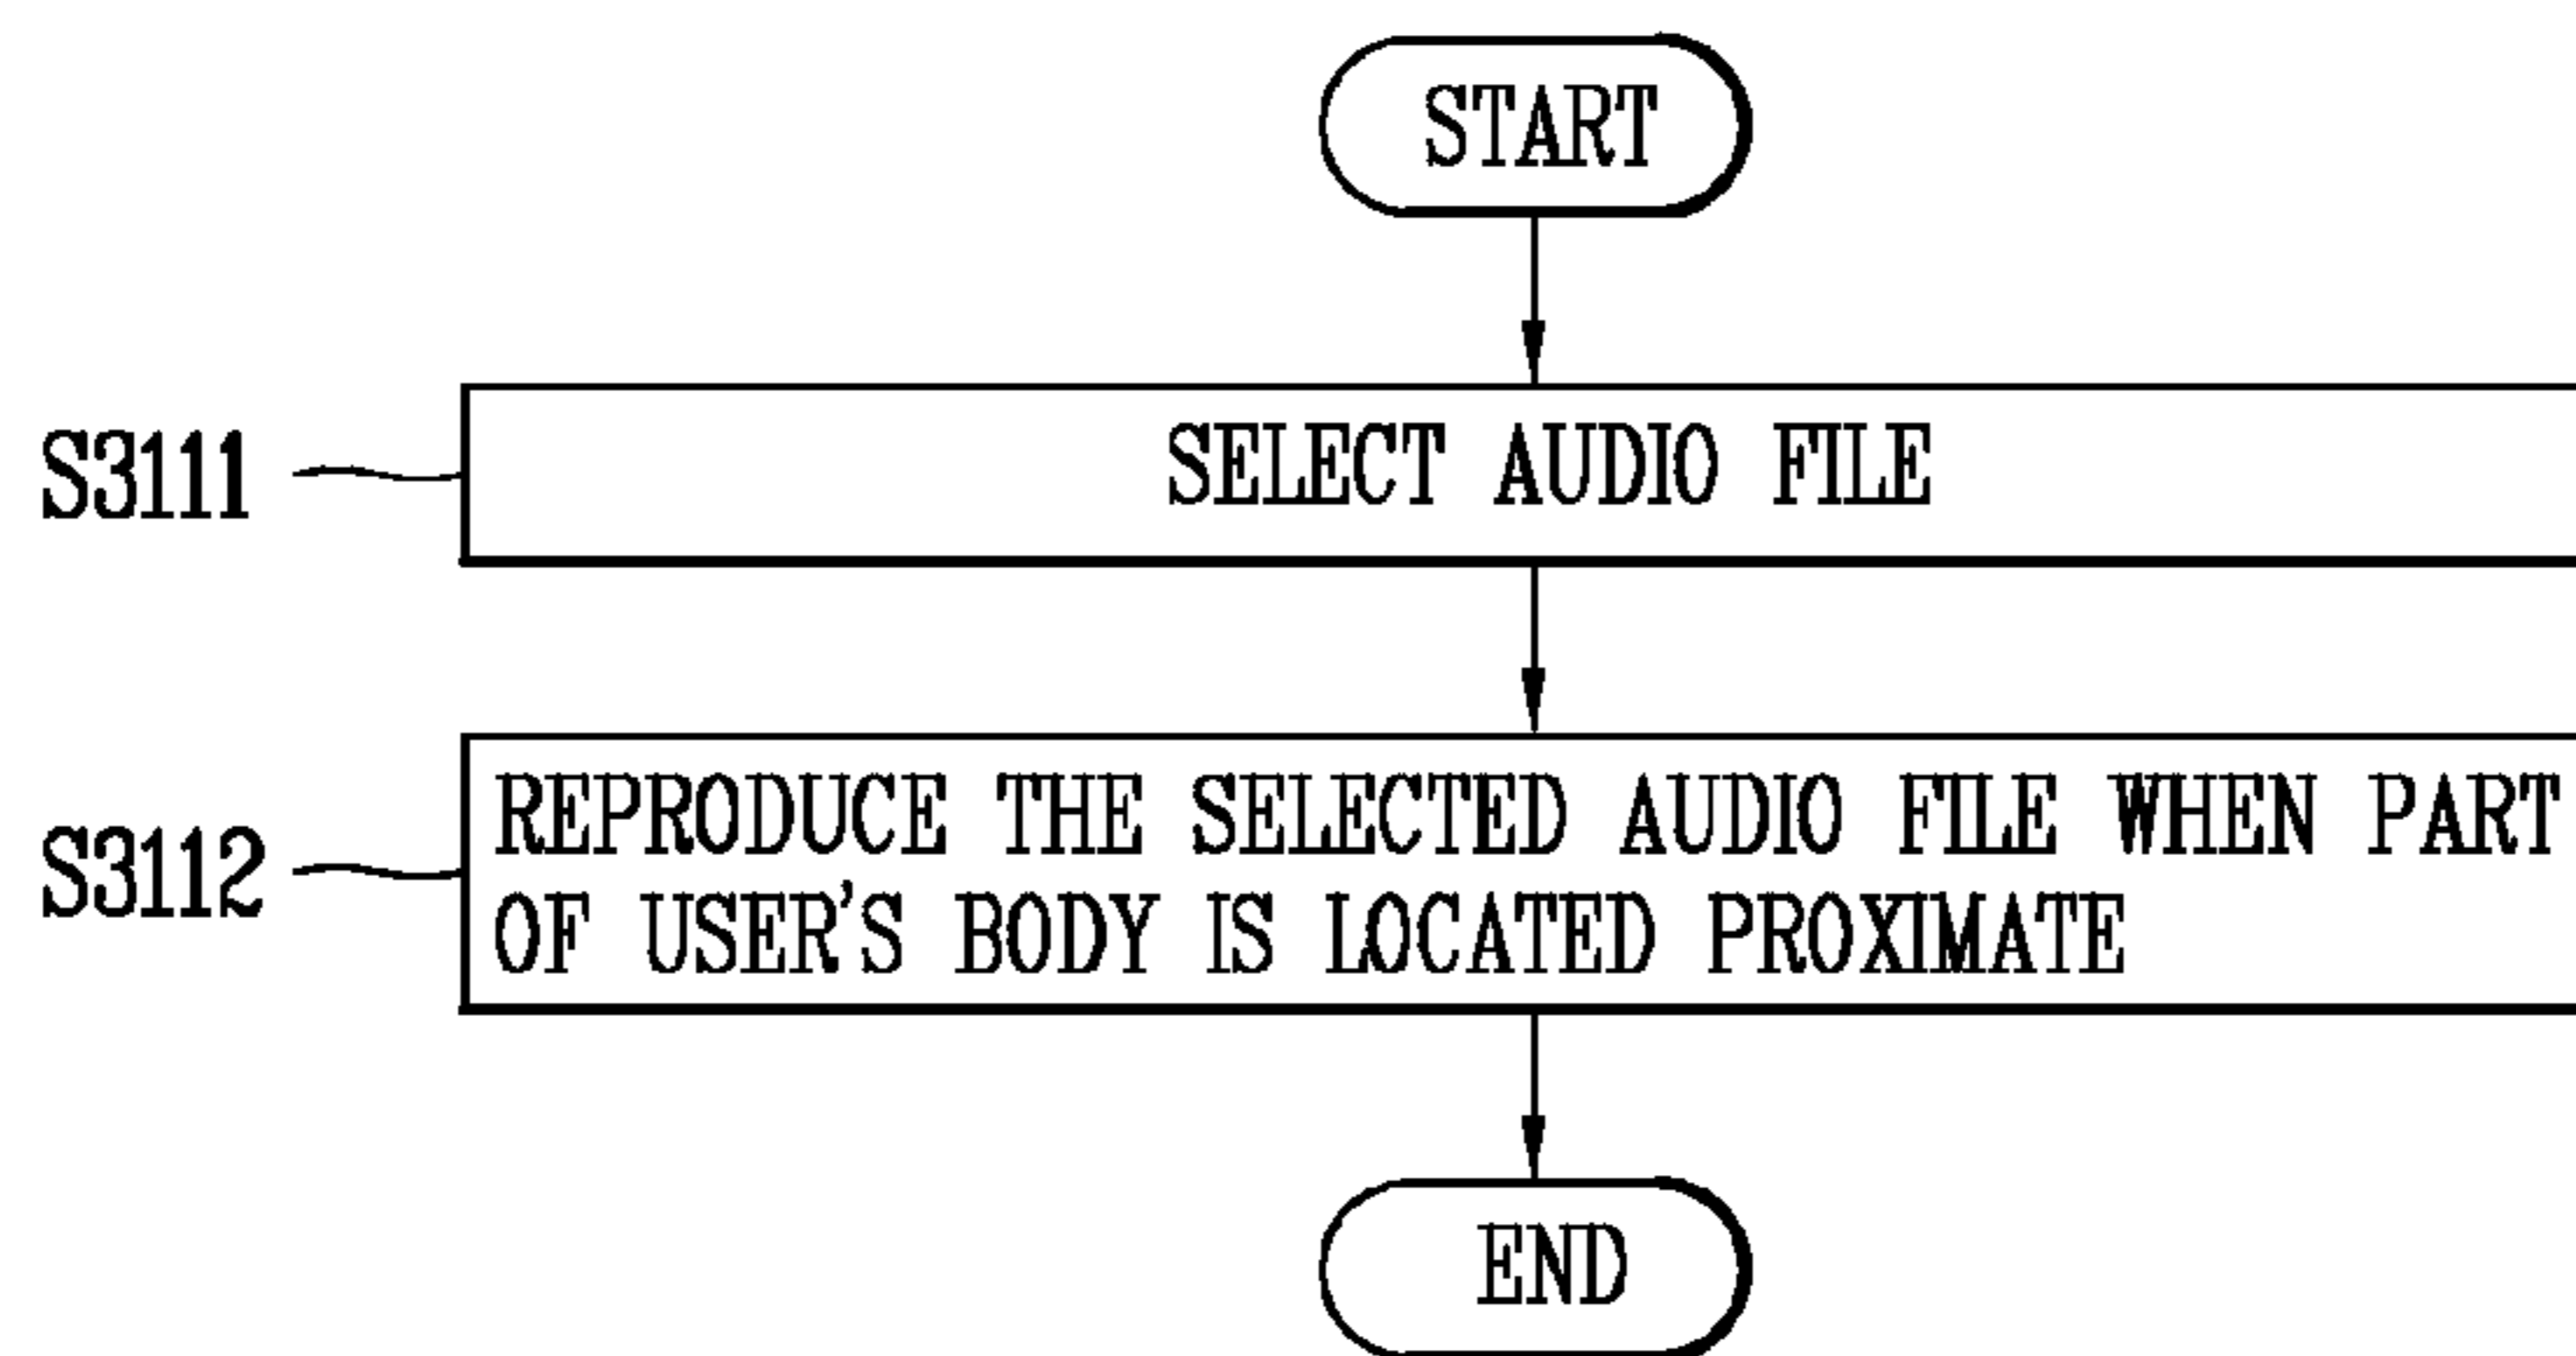 START
S3111
SELECT AUDIO FILE
S3112
REPRODUCE THE SELECTED AUDIO FILE WHEN PART
OF USER'S BODY IS LOCATED PROXIMATE
END